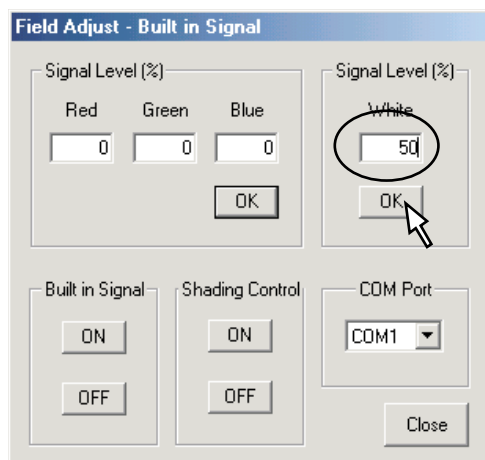 Field Adjust - Built in Signal
Signal Level (%)
Red Green Blue
0 0 0
OK
Signal Level (%)
White
50
OK
Built in Signal
ON
OFF
Shading Control
ON
OFF
COM Port
COM1
Close